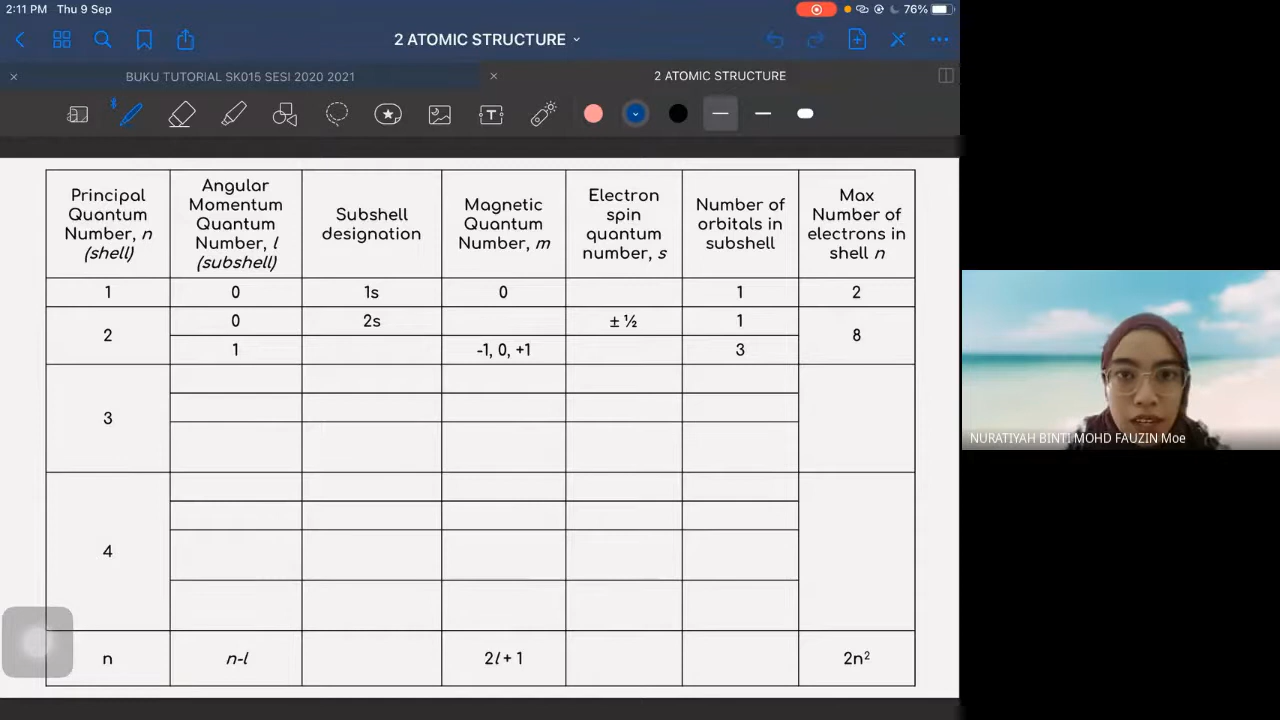 2:11 PM Thu 9 Sep
76%
2 ATOMIC STRUCTURE
BUKU TUTORIAL SK015 SESI 2020 2021
2 ATOMIC STRUCTURE
Principal
Quantum
Number, n
(shell)
Angular
Momentum
Quantum
Number, l
(subshell)
Subshell
designation
Magnetic
Quantum
Number, m
Electron
spin
quantum
number, s
Number of
orbitals in
subshell
Max
Number of
electrons in
shell n
1 0 1s 0 1 2
2 0 2s ± ½ 1 8
1 -1, 0, +1 3
3
4
n n-l 2l + 1 2n²
NURATIYAH BINTI MOHD FAUZIN Moe